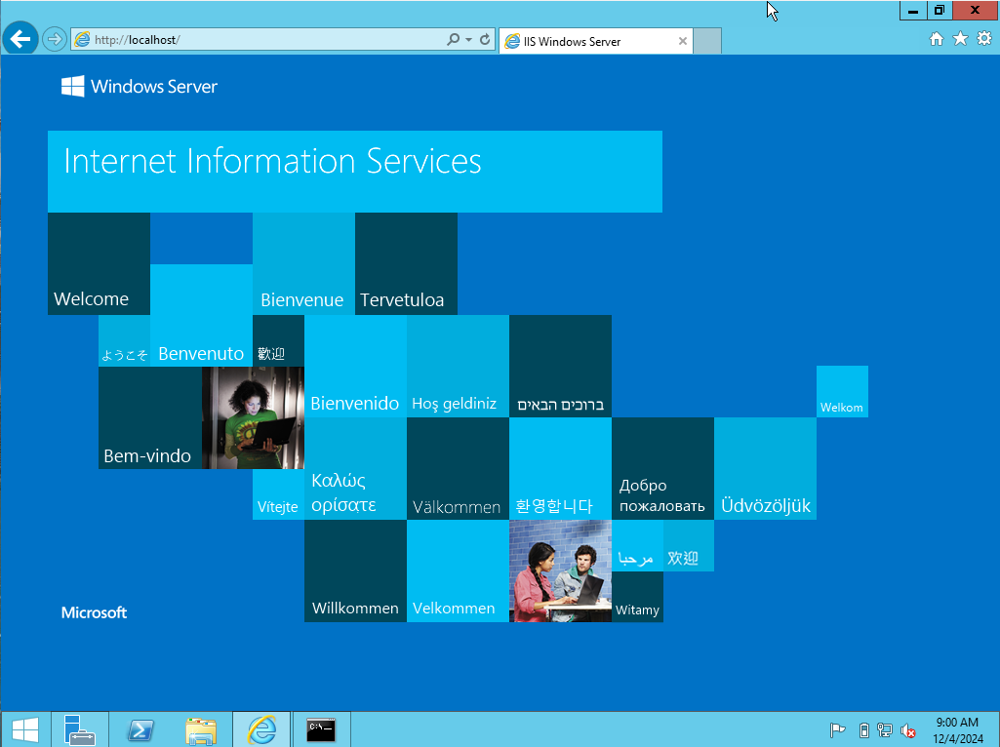 http://localhost/
IIS Windows Server
Windows Server
Internet Information Services
Welcome
Bienvenue
Tervetuloa
ようこそ
Benvenuto
歡迎
Bienvenido
Hoş geldiniz
ברוכים הבאים
Welkom
Bem-vindo
Vítejte
Καλώς
ορίσατε
Välkommen
환영합니다
Добро
пожаловать
Üdvözöljük
مرحبا
欢迎
Willkommen
Velkommen
Witamy
Microsoft
C:\.
9:00 AM
12/4/2024